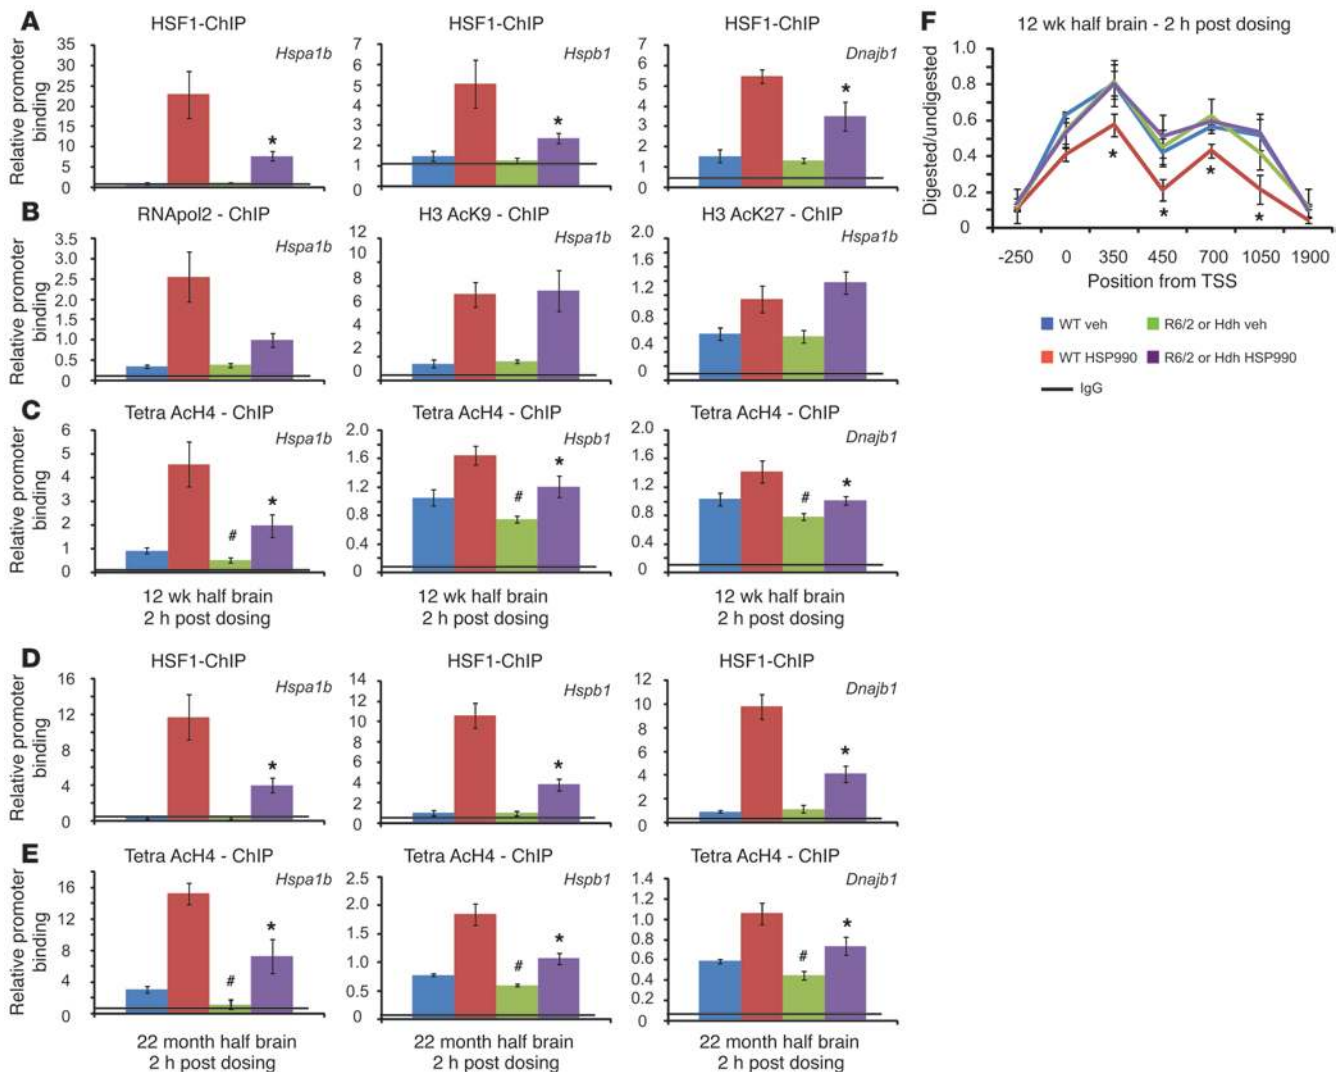 A
HSF1-ChIP
Hspa1b
Relative promoter
binding
35
30
25
20
15
10
5
0
HSF1-ChIP
Hspb1
7
6
5
4
3
2
1
0
*
HSF1-ChIP
Dnajb1
7
6
5
4
3
2
1
0
*
*
B
RNApol2 - ChIP
Hspa1b
Relative promoter
binding
3.5
3.0
2.5
2.0
1.5
1.0
0.5
0
H3 AcK9 - ChIP
Hspa1b
12
10
8
6
4
2
0
H3 AcK27 - ChIP
Hspa1b
2.0
1.6
1.2
0.8
0.4
0
C
Tetra AcH4 - ChIP
Hspa1b
Relative promoter
binding
6
5
4
3
2
1
0
# *
12 wk half brain
2 h post dosing
Tetra AcH4 - ChIP
Hspb1
2.0
1.6
1.2
0.8
0.4
0
# *
12 wk half brain
2 h post dosing
Tetra AcH4 - ChIP
Dnajb1
2.0
1.6
1.2
0.8
0.4
0
# *
12 wk half brain
2 h post dosing
D
HSF1-ChIP
Hspa1b
Relative promoter
binding
16
12
8
4
0
*
HSF1-ChIP
Hspb1
14
12
10
8
6
4
2
0
*
HSF1-ChIP
Dnajb1
12
10
8
6
4
2
0
*
E
Tetra AcH4 - ChIP
Hspa1b
Relative promoter
binding
16
12
8
4
0
# *
22 month half brain
2 h post dosing
Tetra AcH4 - ChIP
Hspb1
2.5
2.0
1.5
1.0
0.5
0
# *
22 month half brain
2 h post dosing
Tetra AcH4 - ChIP
Dnajb1
1.4
1.2
1.0
0.8
0.6
0.4
0.2
0
# *
22 month half brain
2 h post dosing
F
12 wk half brain - 2 h post dosing
Digested/undigested
1.0
0.8
0.6
0.4
0.2
0
* * * *
-250 0 350 450 700 1050 1900
Position from TSS
WT veh
R6/2 or Hdh veh
WT HSP990
R6/2 or Hdh HSP990
IgG